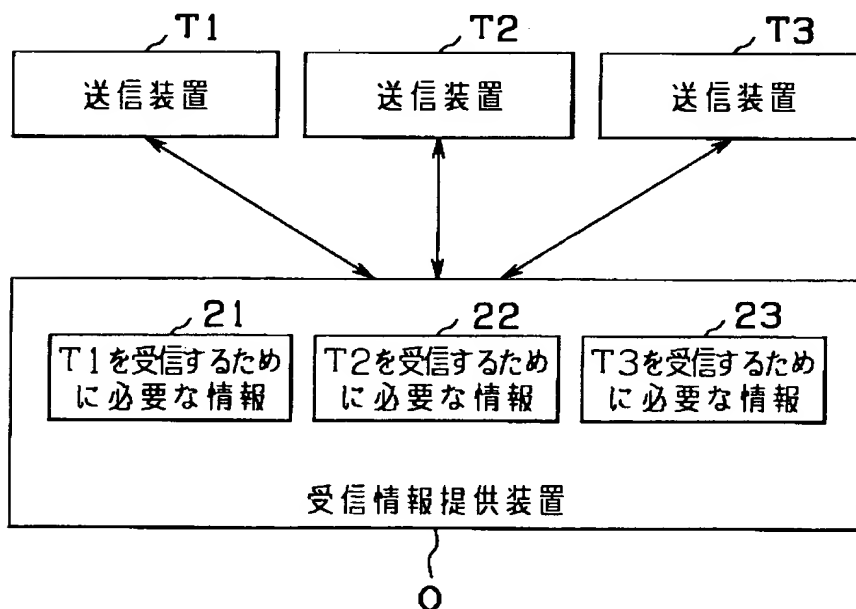 T1 T2 T3
送信装置 送信装置 送信装置
21 22 23
T1を受信するため T2を受信するため T3を受信するため
に必要な情報 に必要な情報 に必要な情報
受信情報提供装置
O